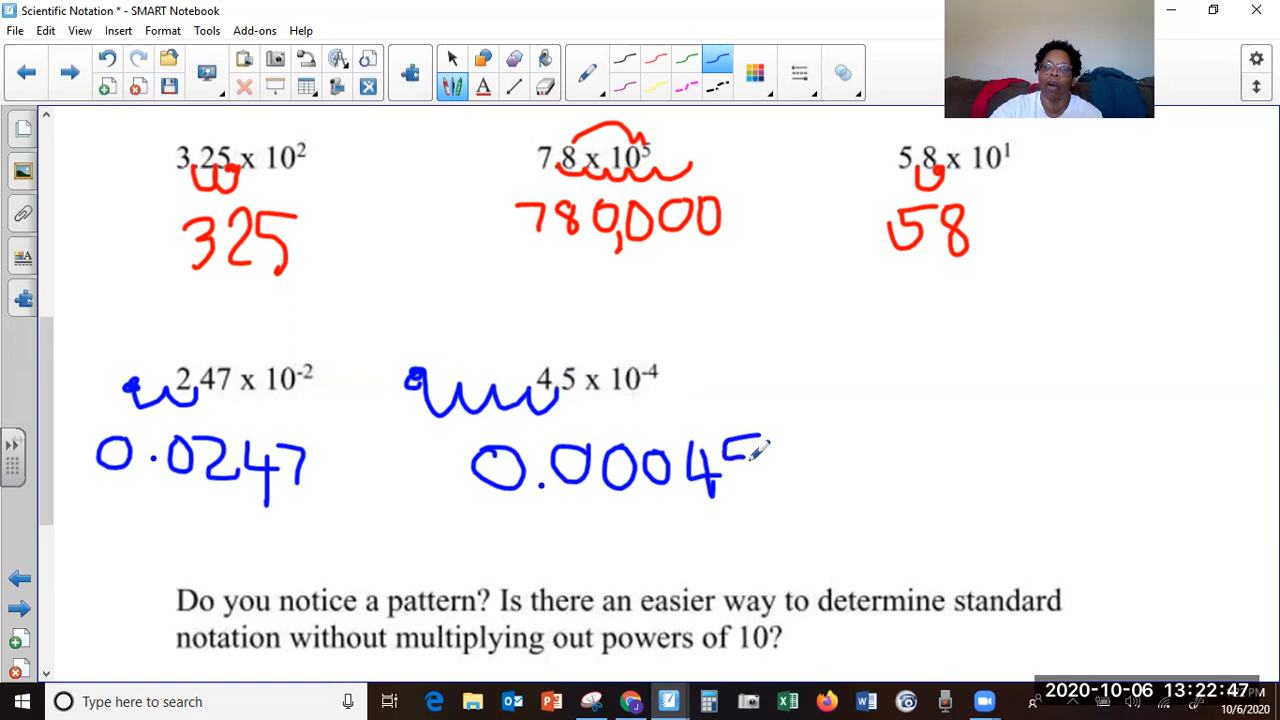 Scientific Notation * - SMART Notebook
File Edit View Insert Format Tools Add-ons Help
3.25 x 10² 7.8 x 10⁵ 5.8 x 10¹
325 780,000 58
2.47 x 10⁻² 4.5 x 10⁻⁴
0.0247 0.00045
Do you notice a pattern? Is there an easier way to determine standard
notation without multiplying out powers of 10?
Type here to search
2020-10-06 13:22:47 PM
10/6/2020